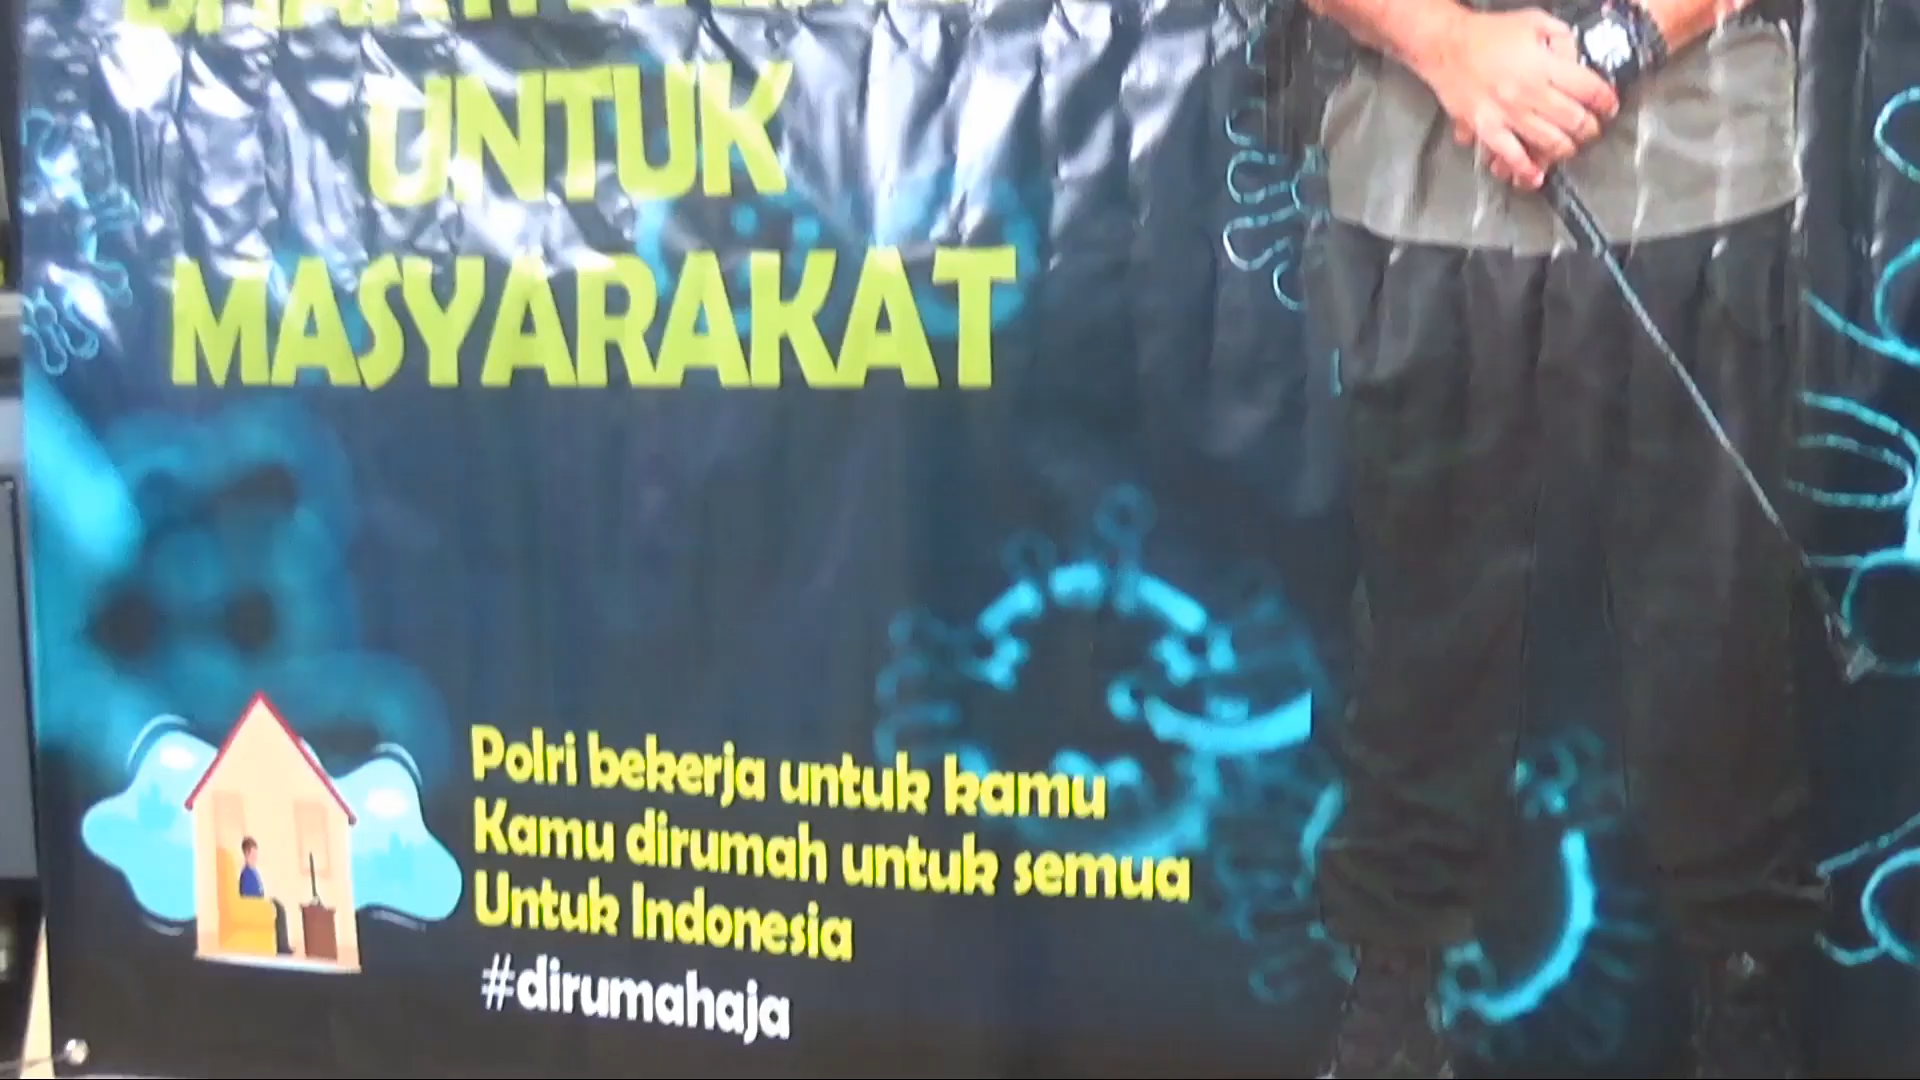 UNTUK
MASYARAKAT
Polri bekerja untuk kamu
Kamu dirumah untuk semua
Untuk Indonesia
#dirumahaja